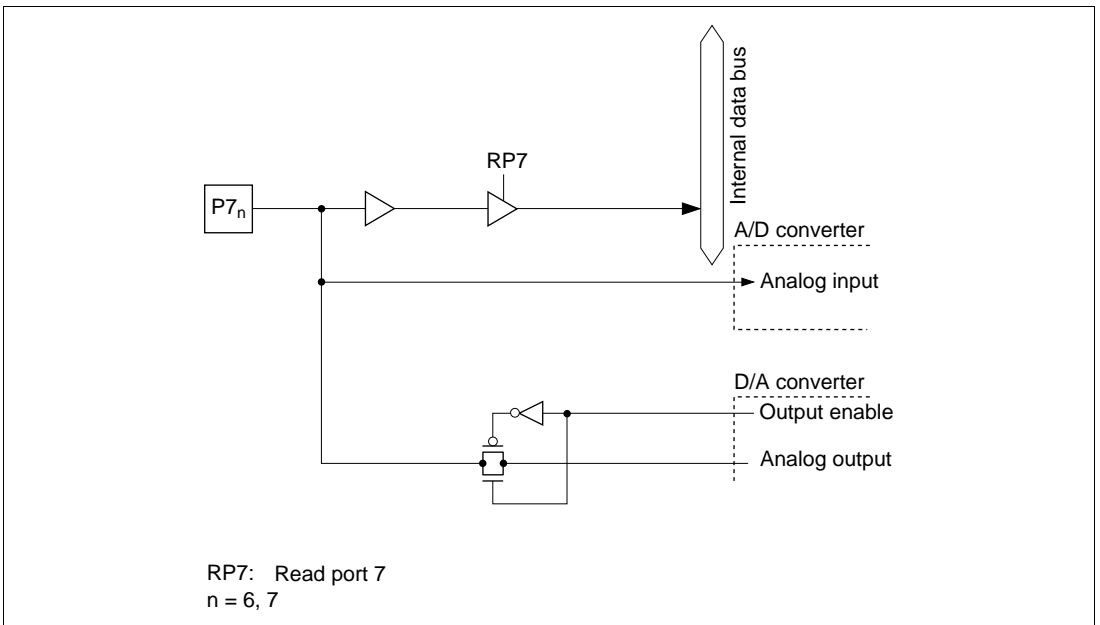 Internal data bus
RP7
P7n
A/D converter
Analog input
D/A converter
Output enable
Analog output
RP7: Read port 7
n = 6, 7